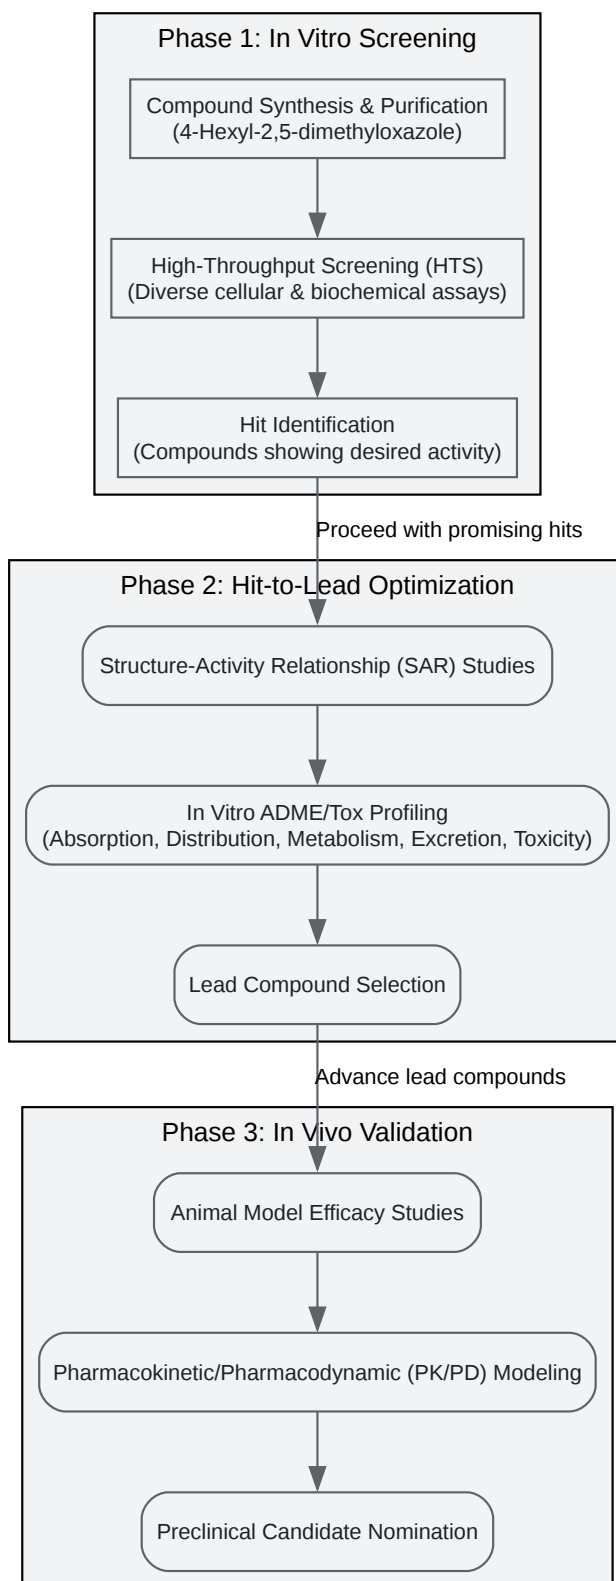 Phase 1: In Vitro Screening
Compound Synthesis & Purification
(4-Hexyl-2,5-dimethyloxazole)
High-Throughput Screening (HTS)
(Diverse cellular & biochemical assays)
Hit Identification
(Compounds showing desired activity)
Proceed with promising hits
Phase 2: Hit-to-Lead Optimization
Structure-Activity Relationship (SAR) Studies
In Vitro ADME/Tox Profiling
(Absorption, Distribution, Metabolism, Excretion, Toxicity)
Lead Compound Selection
Advance lead compounds
Phase 3: In Vivo Validation
Animal Model Efficacy Studies
Pharmacokinetic/Pharmacodynamic (PK/PD) Modeling
Preclinical Candidate Nomination